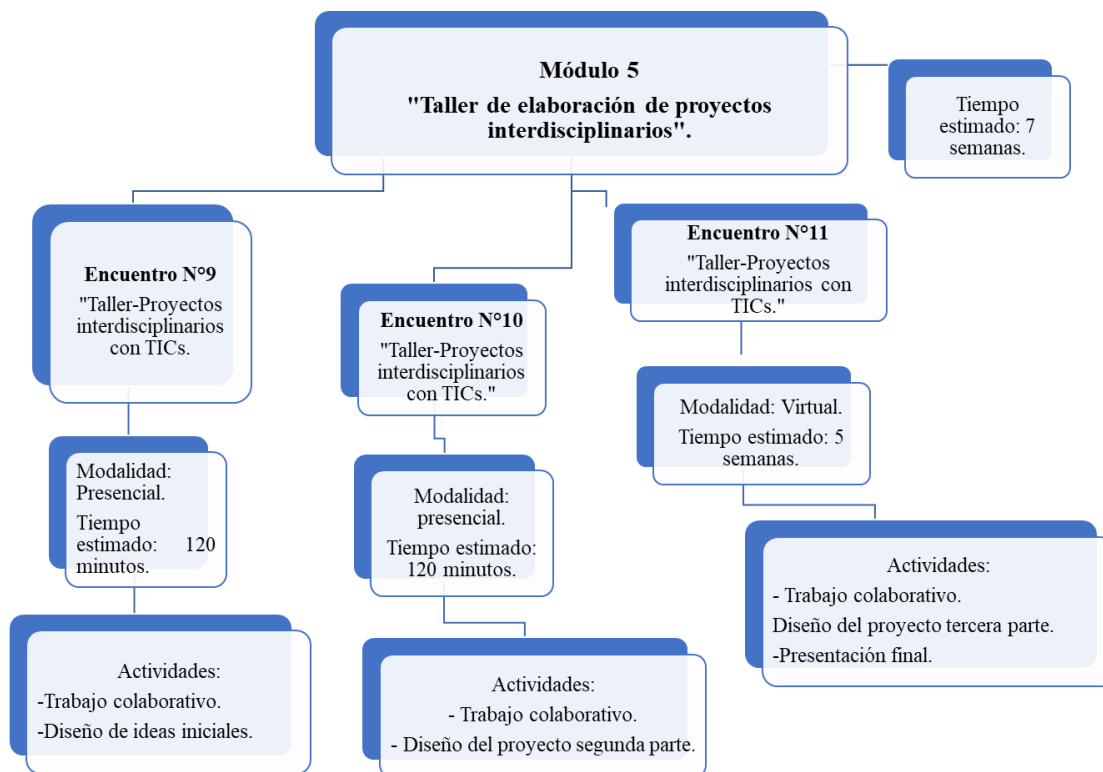 Módulo 5
"Taller de elaboración de proyectos
interdisciplinarios".
Tiempo
estimado: 7
semanas.
Encuentro N°9
"Taller-Proyectos
interdisciplinarios
con TICs.
Modalidad:
Presencial.
Tiempo
estimado: 120
minutos.
Actividades:
-Trabajo colaborativo.
-Diseño de ideas iniciales.
Encuentro N°10
"Taller-Proyectos
interdisciplinarios
con TICs."
Modalidad:
presencial.
Tiempo estimado:
120 minutos.
Actividades:
- Trabajo colaborativo.
- Diseño del proyecto segunda parte.
Encuentro N°11
"Taller-Proyectos
interdisciplinarios con
TICs."
Modalidad: Virtual.
Tiempo estimado: 5
semanas.
Actividades:
- Trabajo colaborativo.
Diseño del proyecto tercera parte.
-Presentación final.